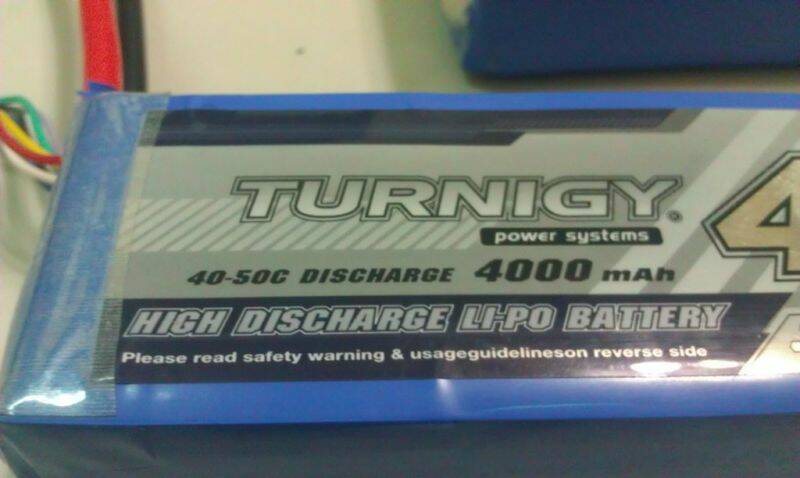 TURNIGY®
power systems
40-50C DISCHARGE 4000 mAh
4
HIGH DISCHARGE LI-PO BATTERY
Please read safety warning & usageguidelineson reverse side